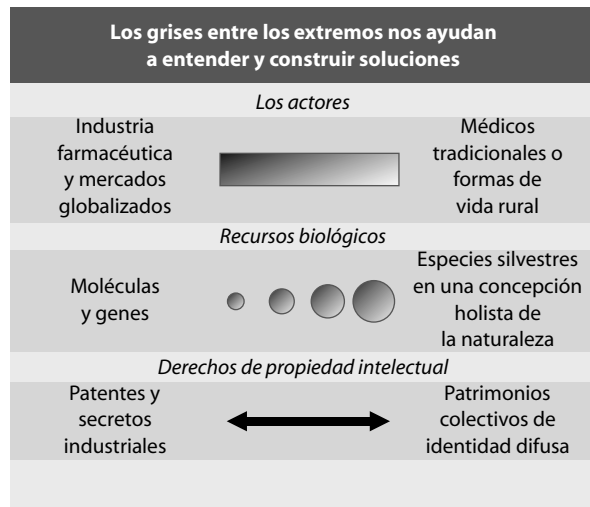 Los grises entre los extremos nos ayudan
a entender y construir soluciones
Los actores
Industria
farmacéutica
y mercados
globalizados
Médicos
tradicionales o
formas de
vida rural
Recursos biológicos
Moléculas
y genes
Especies silvestres
en una concepción
holista de
la naturaleza
Derechos de propiedad intelectual
Patentes y
secretos
industriales
Patrimonios
colectivos de
identidad difusa